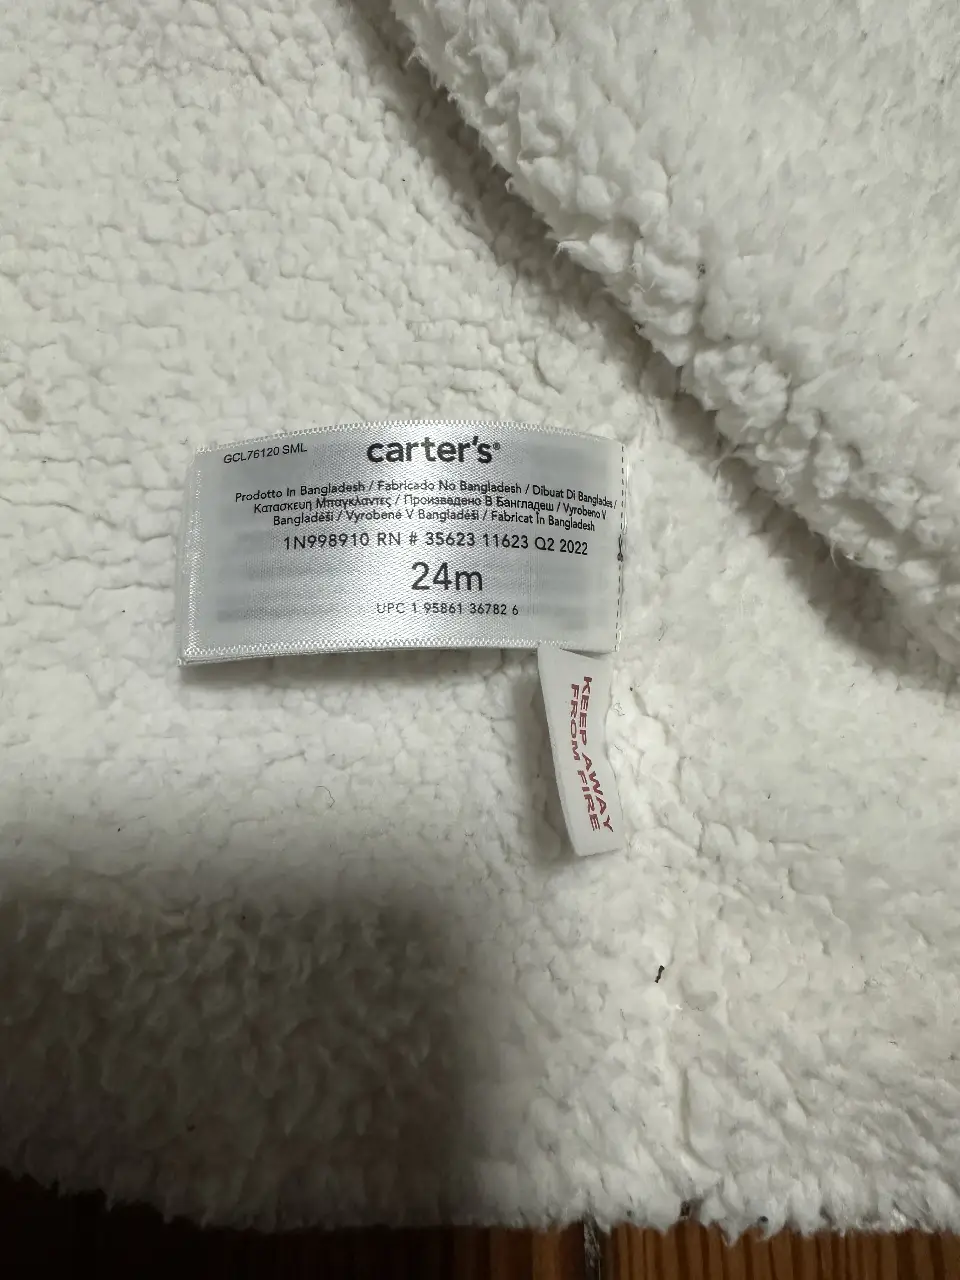 GCL76120 SML
carter's®
Prodotto In Bangladesh / Fabricado No Bangladesh / Dibuat Di Bangladesh /
Κατασκευη Μπαγκλαντες / Произведено В Бангладеш / Vyrobeno V
Bangladéši / Vyrobené V Bangladéši / Fabricat În Bangladesh
1N998910 RN # 35623 11623 Q2 2022
24m
UPC 1 95861 36782 6
KEEP AWAY
FROM FIRE